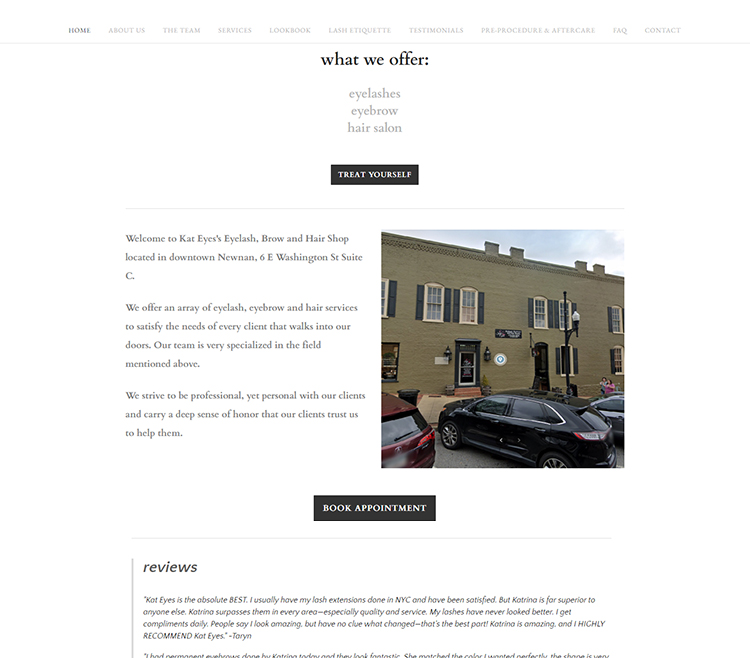 HOME ABOUT US THE TEAM SERVICES LOOKBOOK LASH ETIQUETTE TESTIMONIALS PRE-PROCEDURE & AFTERCARE FAQ CONTACT
what we offer:
eyelashes
eyebrow
hair salon
TREAT YOURSELF
Welcome to Kat Eyes's Eyelash, Brow and Hair Shop
located in downtown Newnan, 6 E Washington St Suite
C.
We offer an array of eyelash, eyebrow and hair services
to satisfy the needs of every client that walks into our
doors. Our team is very specialized in the field
mentioned above.
We strive to be professional, yet personal with our clients
and carry a deep sense of honor that our clients trust us
to help them.
BOOK APPOINTMENT
reviews
"Kat Eyes is the absolute BEST. I usually have my lash extensions done in NYC and have been satisfied. But Katrina is far superior to
anyone else. Katrina surpasses them in every area—especially quality and service. My lashes have never looked better. I get
compliments daily. People say I look amazing, but have no clue what changed—that's the best part! Katrina is amazing, and I HIGHLY
RECOMMEND Kat Eyes." -Taryn
"I had permanent eyebrows done by Katrina today and they look fantastic. She matched the color I wanted perfectly, the shape is very